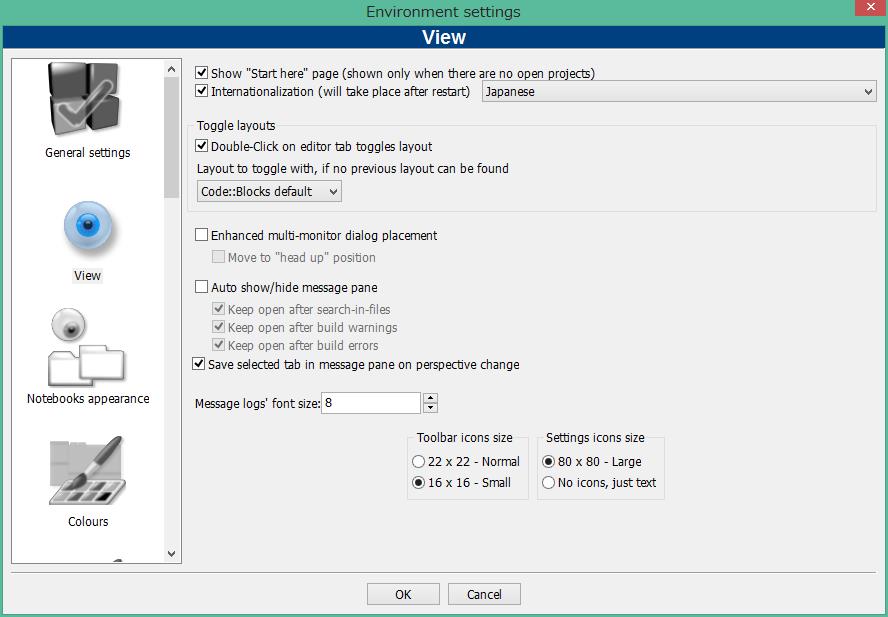 Environment settings
View
General settings
View
Notebooks appearance
Colours
Show "Start here" page (shown only when there are no open projects)
Internationalization (will take place after restart)
Japanese
Toggle layouts
Double-Click on editor tab toggles layout
Layout to toggle with, if no previous layout can be found
Code::Blocks default
Enhanced multi-monitor dialog placement
Move to "head up" position
Auto show/hide message pane
Keep open after search-in-files
Keep open after build warnings
Keep open after build errors
Save selected tab in message pane on perspective change
Message logs' font size: 8
Toolbar icons size
22 x 22 - Normal
16 x 16 - Small
Settings icons size
80 x 80 - Large
No icons, just text
OK
Cancel